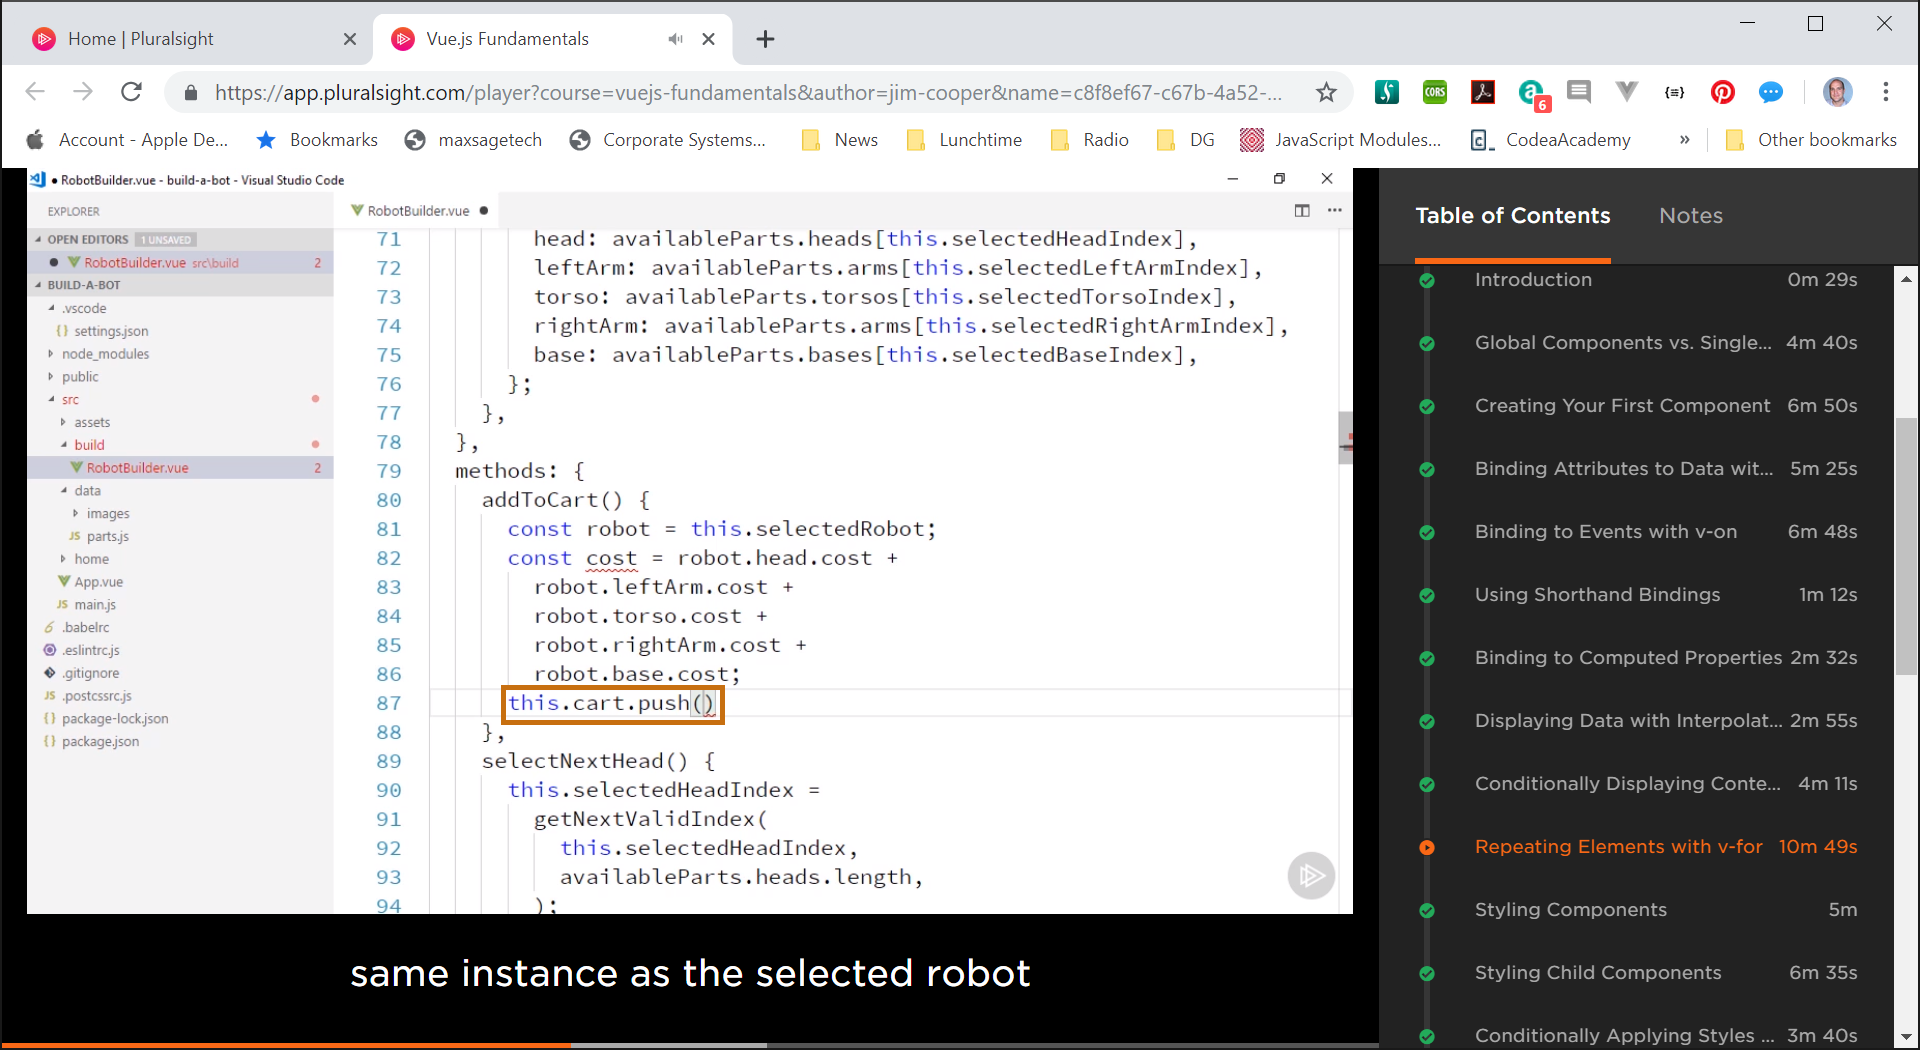 Home | Pluralsight
Vue.js Fundamentals
https://app.pluralsight.com/player?course=vuejs-fundamentals&author=jim-cooper&name=c8f8ef67-c67b-4a52-...
CORS
6
Account - Apple De...
Bookmarks
maxsagetech
Corporate Systems...
News
Lunchtime
Radio
DG
JavaScript Modules...
CodeaAcademy
»
Other bookmarks
● RobotBuilder.vue - build-a-bot - Visual Studio Code
EXPLORER
OPEN EDITORS 1 UNSAVED
RobotBuilder.vue src\build 2
BUILD-A-BOT
.vscode
{} settings.json
node_modules
public
src
assets
build
RobotBuilder.vue 2
data
images
JS parts.js
home
App.vue
JS main.js
.babelrc
.eslintrc.js
.gitignore
JS .postcssrc.js
{} package-lock.json
{} package.json
RobotBuilder.vue
71 head: availableParts.heads[this.selectedHeadIndex],
72 leftArm: availableParts.arms[this.selectedLeftArmIndex],
73 torso: availableParts.torsos[this.selectedTorsoIndex],
74 rightArm: availableParts.arms[this.selectedRightArmIndex],
75 base: availableParts.bases[this.selectedBaseIndex],
76 };
77 },
78 },
79 methods: {
80 addToCart() {
81 const robot = this.selectedRobot;
82 const cost = robot.head.cost +
83 robot.leftArm.cost +
84 robot.torso.cost +
85 robot.rightArm.cost +
86 robot.base.cost;
87 this.cart.push()
88 },
89 selectNextHead() {
90 this.selectedHeadIndex =
91 getNextValidIndex(
92 this.selectedHeadIndex,
93 availableParts.heads.length,
94 );
same instance as the selected robot
Table of Contents
Notes
Introduction 0m 29s
Global Components vs. Single... 4m 40s
Creating Your First Component 6m 50s
Binding Attributes to Data wit... 5m 25s
Binding to Events with v-on 6m 48s
Using Shorthand Bindings 1m 12s
Binding to Computed Properties 2m 32s
Displaying Data with Interpolat... 2m 55s
Conditionally Displaying Conte... 4m 11s
Repeating Elements with v-for 10m 49s
Styling Components 5m
Styling Child Components 6m 35s
Conditionally Applying Styles ... 3m 40s